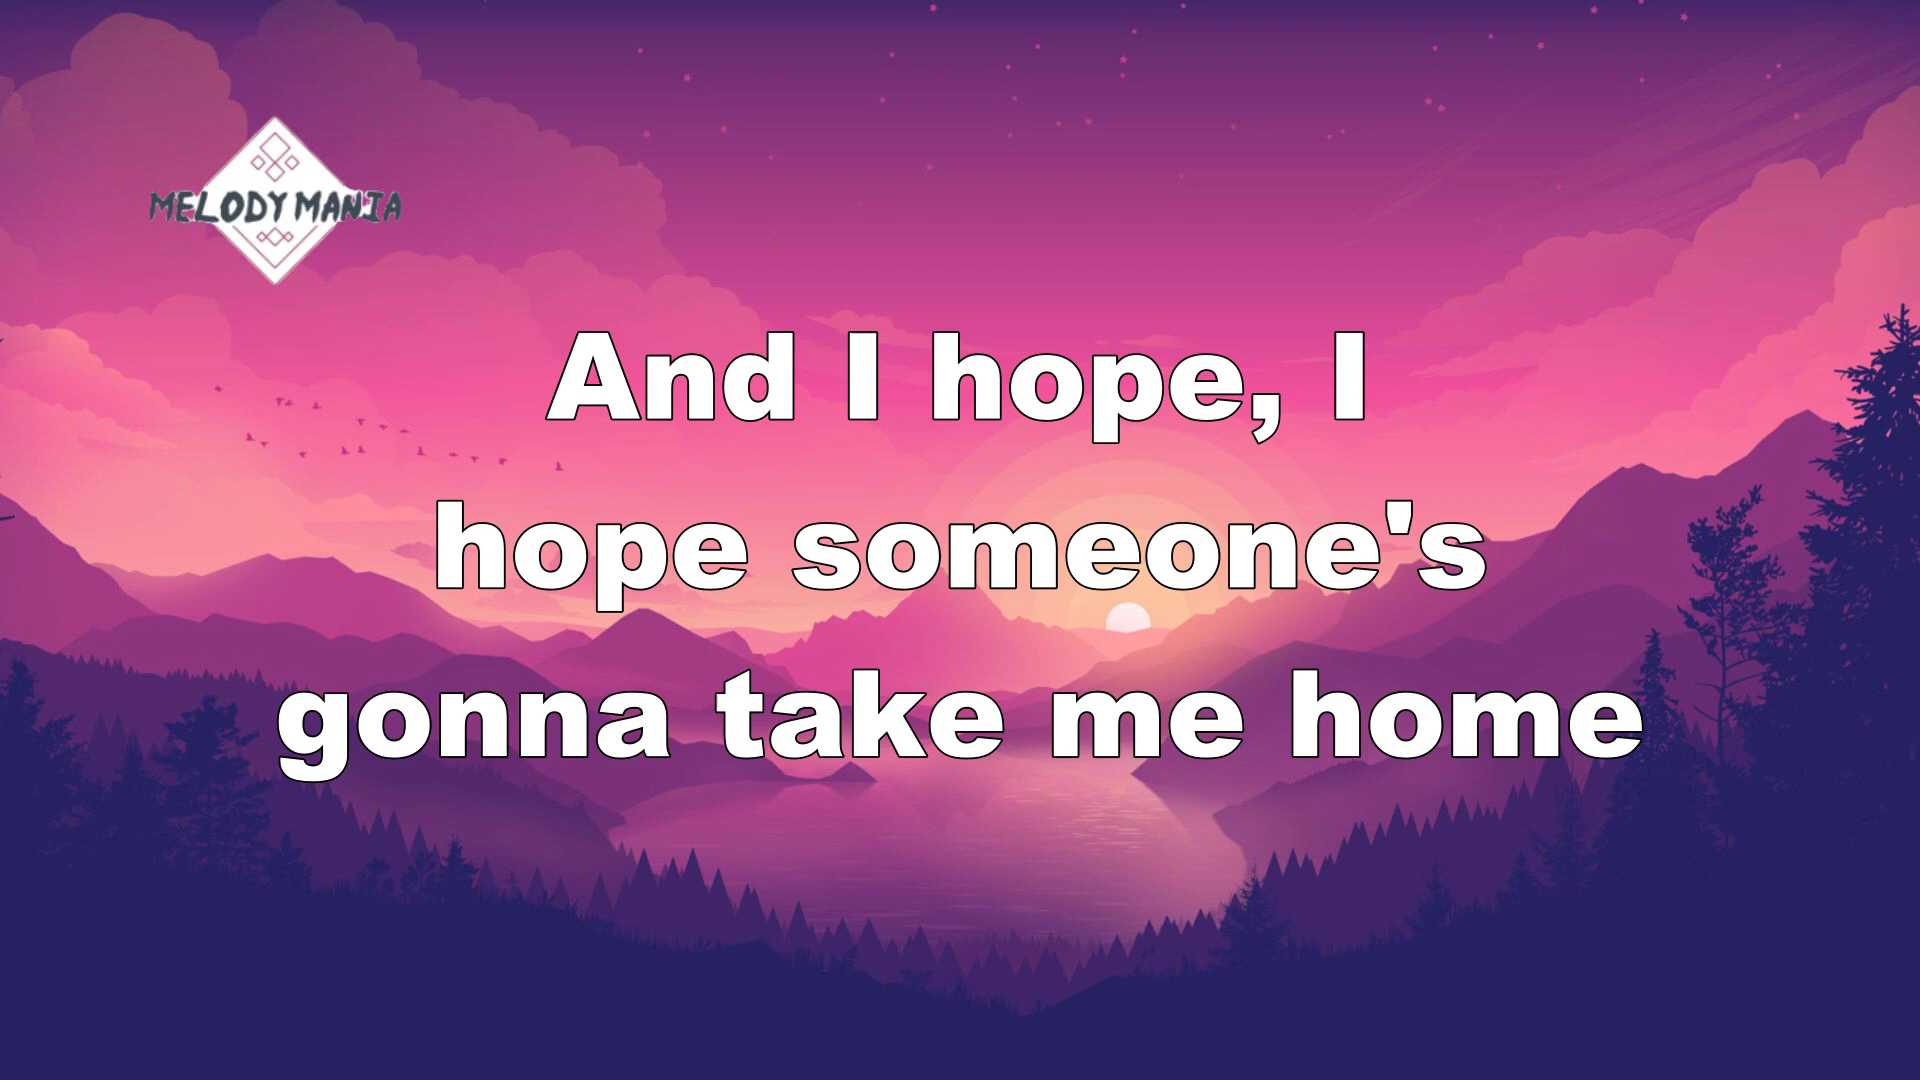 MELODY MANIA
And I hope, I
hope someone's
gonna take me home